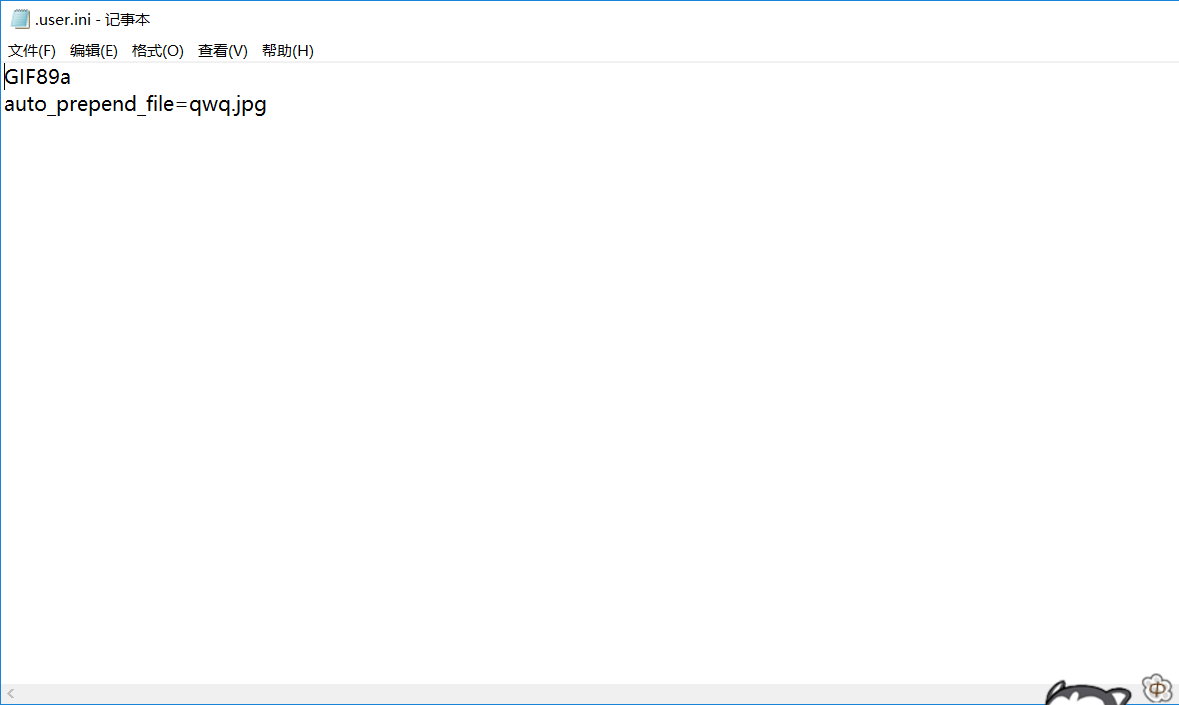 .user.ini - 记事本
文件(F) 编辑(E) 格式(O) 查看(V) 帮助(H)
GIF89a
auto_prepend_file=qwq.jpg
中